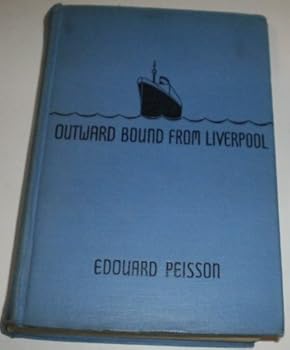 OUTWARD BOUND FROM LIVERPOOL
EDOUARD PEISSON